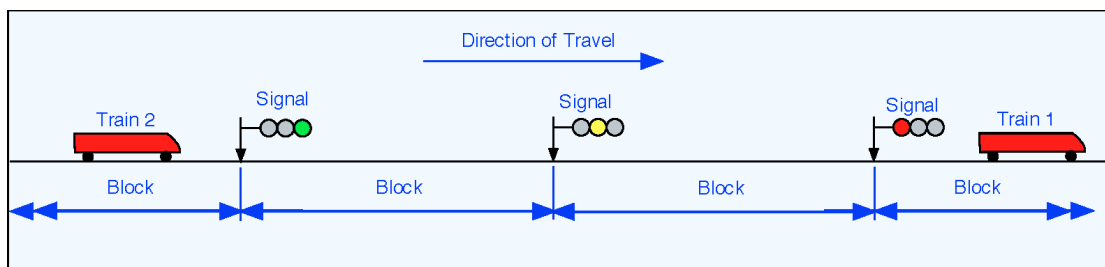 Direction of Travel
Signal
Signal
Signal
Train 2
Train 1
Block
Block
Block
Block